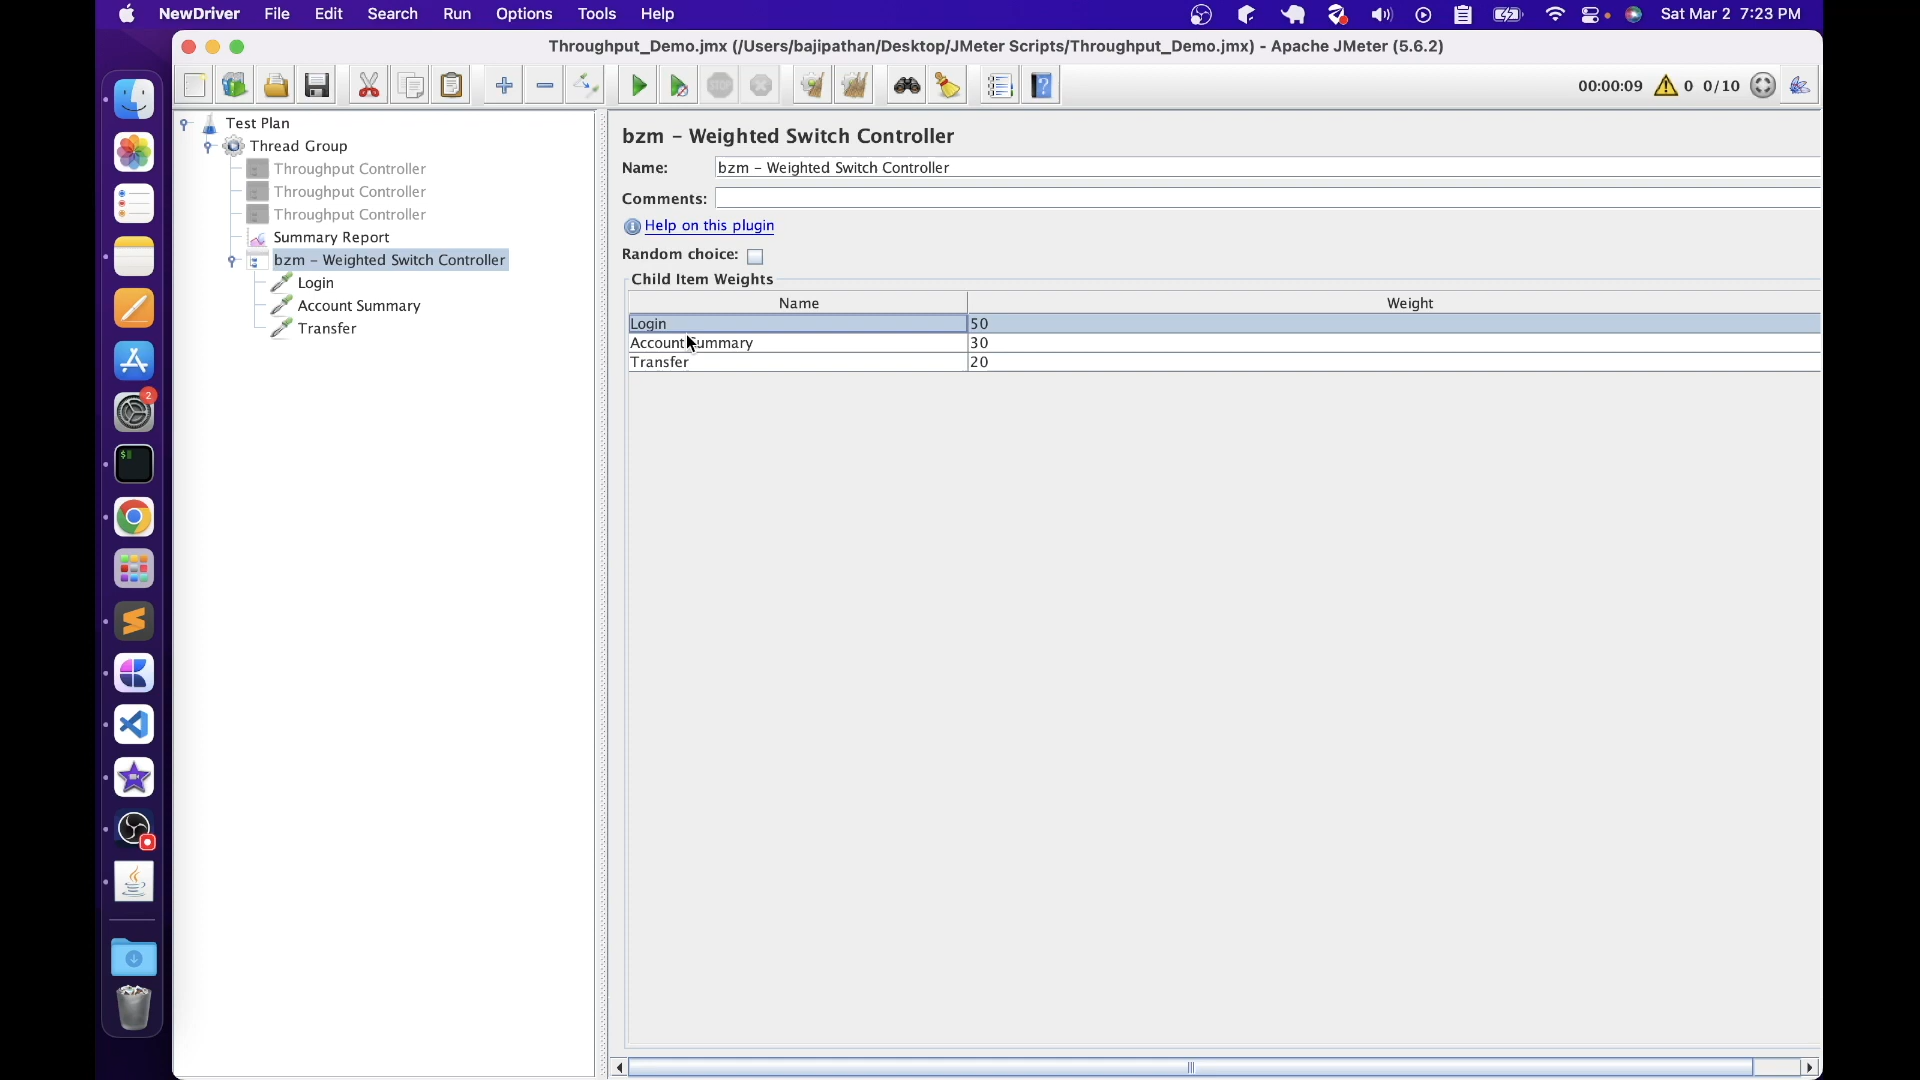 NewDriver File Edit Search Run Options Tools Help Sat Mar 2 7:23 PM
Throughput_Demo.jmx (/Users/bajipathan/Desktop/JMeter Scripts/Throughput_Demo.jmx) - Apache JMeter (5.6.2)
STOP
00:00:09 0 0/10
Test Plan
Thread Group
Throughput Controller
Throughput Controller
Throughput Controller
Summary Report
bzm - Weighted Switch Controller
Login
Account Summary
Transfer
bzm - Weighted Switch Controller
Name: bzm - Weighted Switch Controller
Comments:
Help on this plugin
Random choice:
Child Item Weights
Name Weight
Login 50
Account Summary 30
Transfer 20
2
$